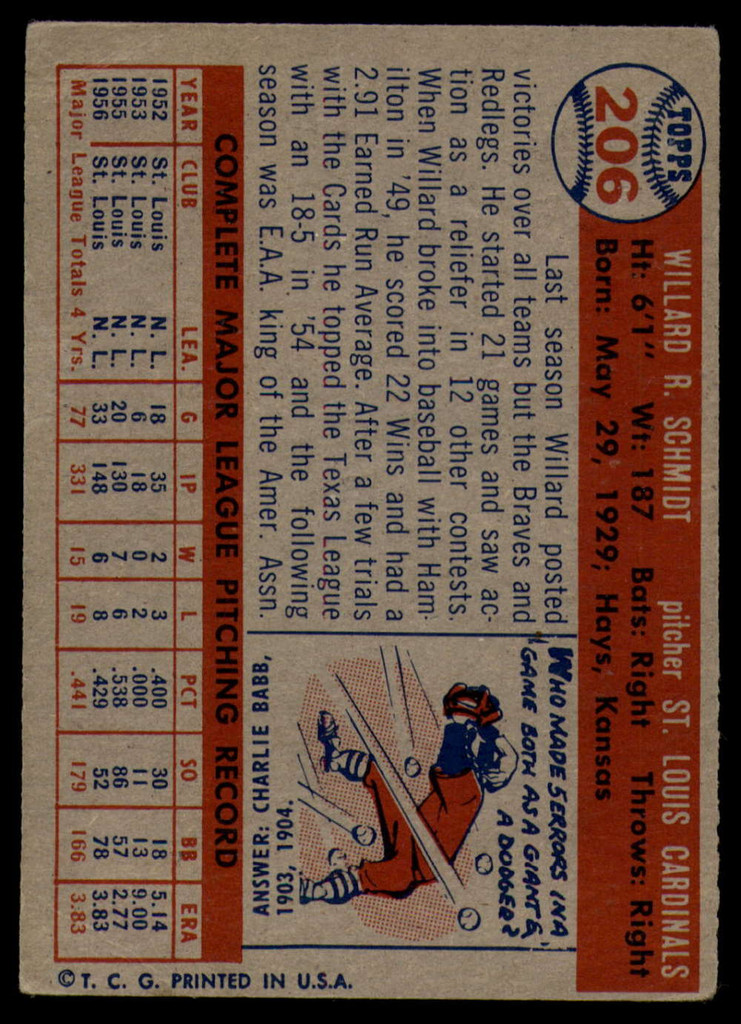 TOPPS
206
WILLARD R. SCHMIDT pitcher ST. LOUIS CARDINALS
Ht: 6'1" Wt: 187 Bats: Right Throws: Right
Born: May 29, 1929; Hays, Kansas
Last season Willard posted
victories over all teams but the Braves and
Redlegs. He started 21 games and saw ac-
tion as a reliefer in 12 other contests.
When Willard broke into baseball with Ham-
ilton in '49, he scored 22 Wins and had a
2.91 Earned Run Average. After a few trials
with the Cards he topped the Texas League
with an 18-5 in '54 and the following
season was E.A.A. king of the Amer. Assn.
WHO MADE 5 ERRORS IN A
GAME BOTH AS A GIANT &
A DODGER?
ANSWER: CHARLIE BABB,
1903, 1904.
COMPLETE MAJOR LEAGUE PITCHING RECORD
YEAR CLUB LEA. G IP W L PCT SO BB ERA
1952 St. Louis N. L. 18 35 2 3 .400 30 18 5.14
1953 St. Louis N. L. 6 18 0 2 .000 11 13 9.00
1955 St. Louis N. L. 20 130 7 6 .538 86 57 2.77
1956 St. Louis N. L. 33 148 6 8 .429 52 78 3.83
Major League Totals 4 Yrs. 77 331 15 19 .441 179 166 3.83
© T. C. G. PRINTED IN U.S.A.